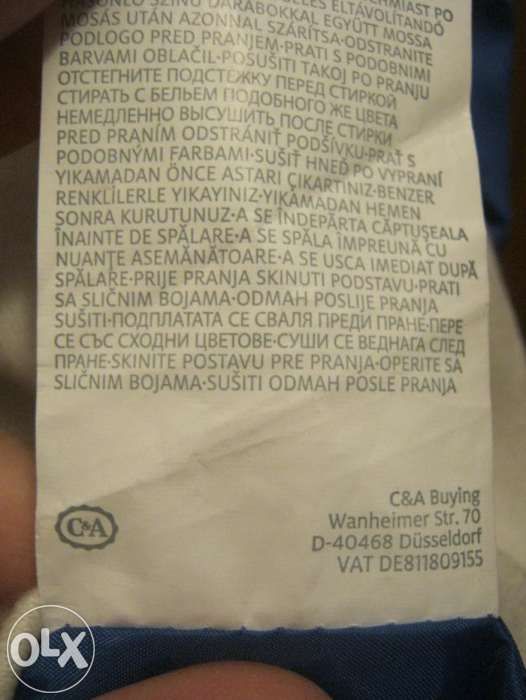 HASONLÓ SZÍNŰ DARABOKKAL EGYÜTT MOSSA
MOSÁS UTÁN AZONNAL SZÁRÍTSA·ODSTRANITE
PODLOGO PRED PRANJEM·PRATI S PODOBNIMI
BARVAMI OBLAČIL·POSUŠITI TAKOJ PO PRANJU
ОТСТЕГНИТЕ ПОДСТЕЖКУ ПЕРЕД СТИРКОЙ
СТИРАТЬ С БЕЛЬЕМ ПОДОБНОГО ЖЕ ЦВЕТА
НЕМЕДЛЕННО ВЫСУШИТЬ ПОСЛЕ СТИРКИ
PRED PRANÍM ODSTRÁNIŤ PODŠÍVKU·PRAŤ S
PODOBNÝMI FARBAMI·SUŠIŤ HNEĎ PO VYPRANÍ
YIKAMADAN ÖNCE ASTARI ÇIKARTINIZ·BENZER
RENKLİLERLE YIKAYINIZ·YIKAMADAN HEMEN
SONRA KURUTUNUZ·A SE ÎNDEPĂRTA CĂPTUŞEALA
ÎNAINTE DE SPĂLARE·A SE SPĂLA ÎMPREUNĂ CU
NUANŢE ASEMĂNĂTOARE·A SE USCA IMEDIAT DUPĂ
SPĂLARE·PRIJE PRANJA SKINUTI PODSTAVU·PRATI
SA SLIČNIM BOJAMA·ODMAH POSLIJE PRANJA
SUŠITI·ПОДПЛАТАТА СЕ СВАЛЯ ПРЕДИ ПРАНЕ·ПЕРЕ
СЕ СЪС СХОДНИ ЦВЕТОВЕ·СУШИ СЕ ВЕДНАГА СЛЕД
ПРАНЕ·SKINITE POSTAVU PRE PRANJA·OPERITE SA
SLIČNIM BOJAMA·SUŠITI ODMAH POSLE PRANJA
C&A
C&A Buying
Wanheimer Str. 70
D-40468 Düsseldorf
VAT DE811809155
OLX